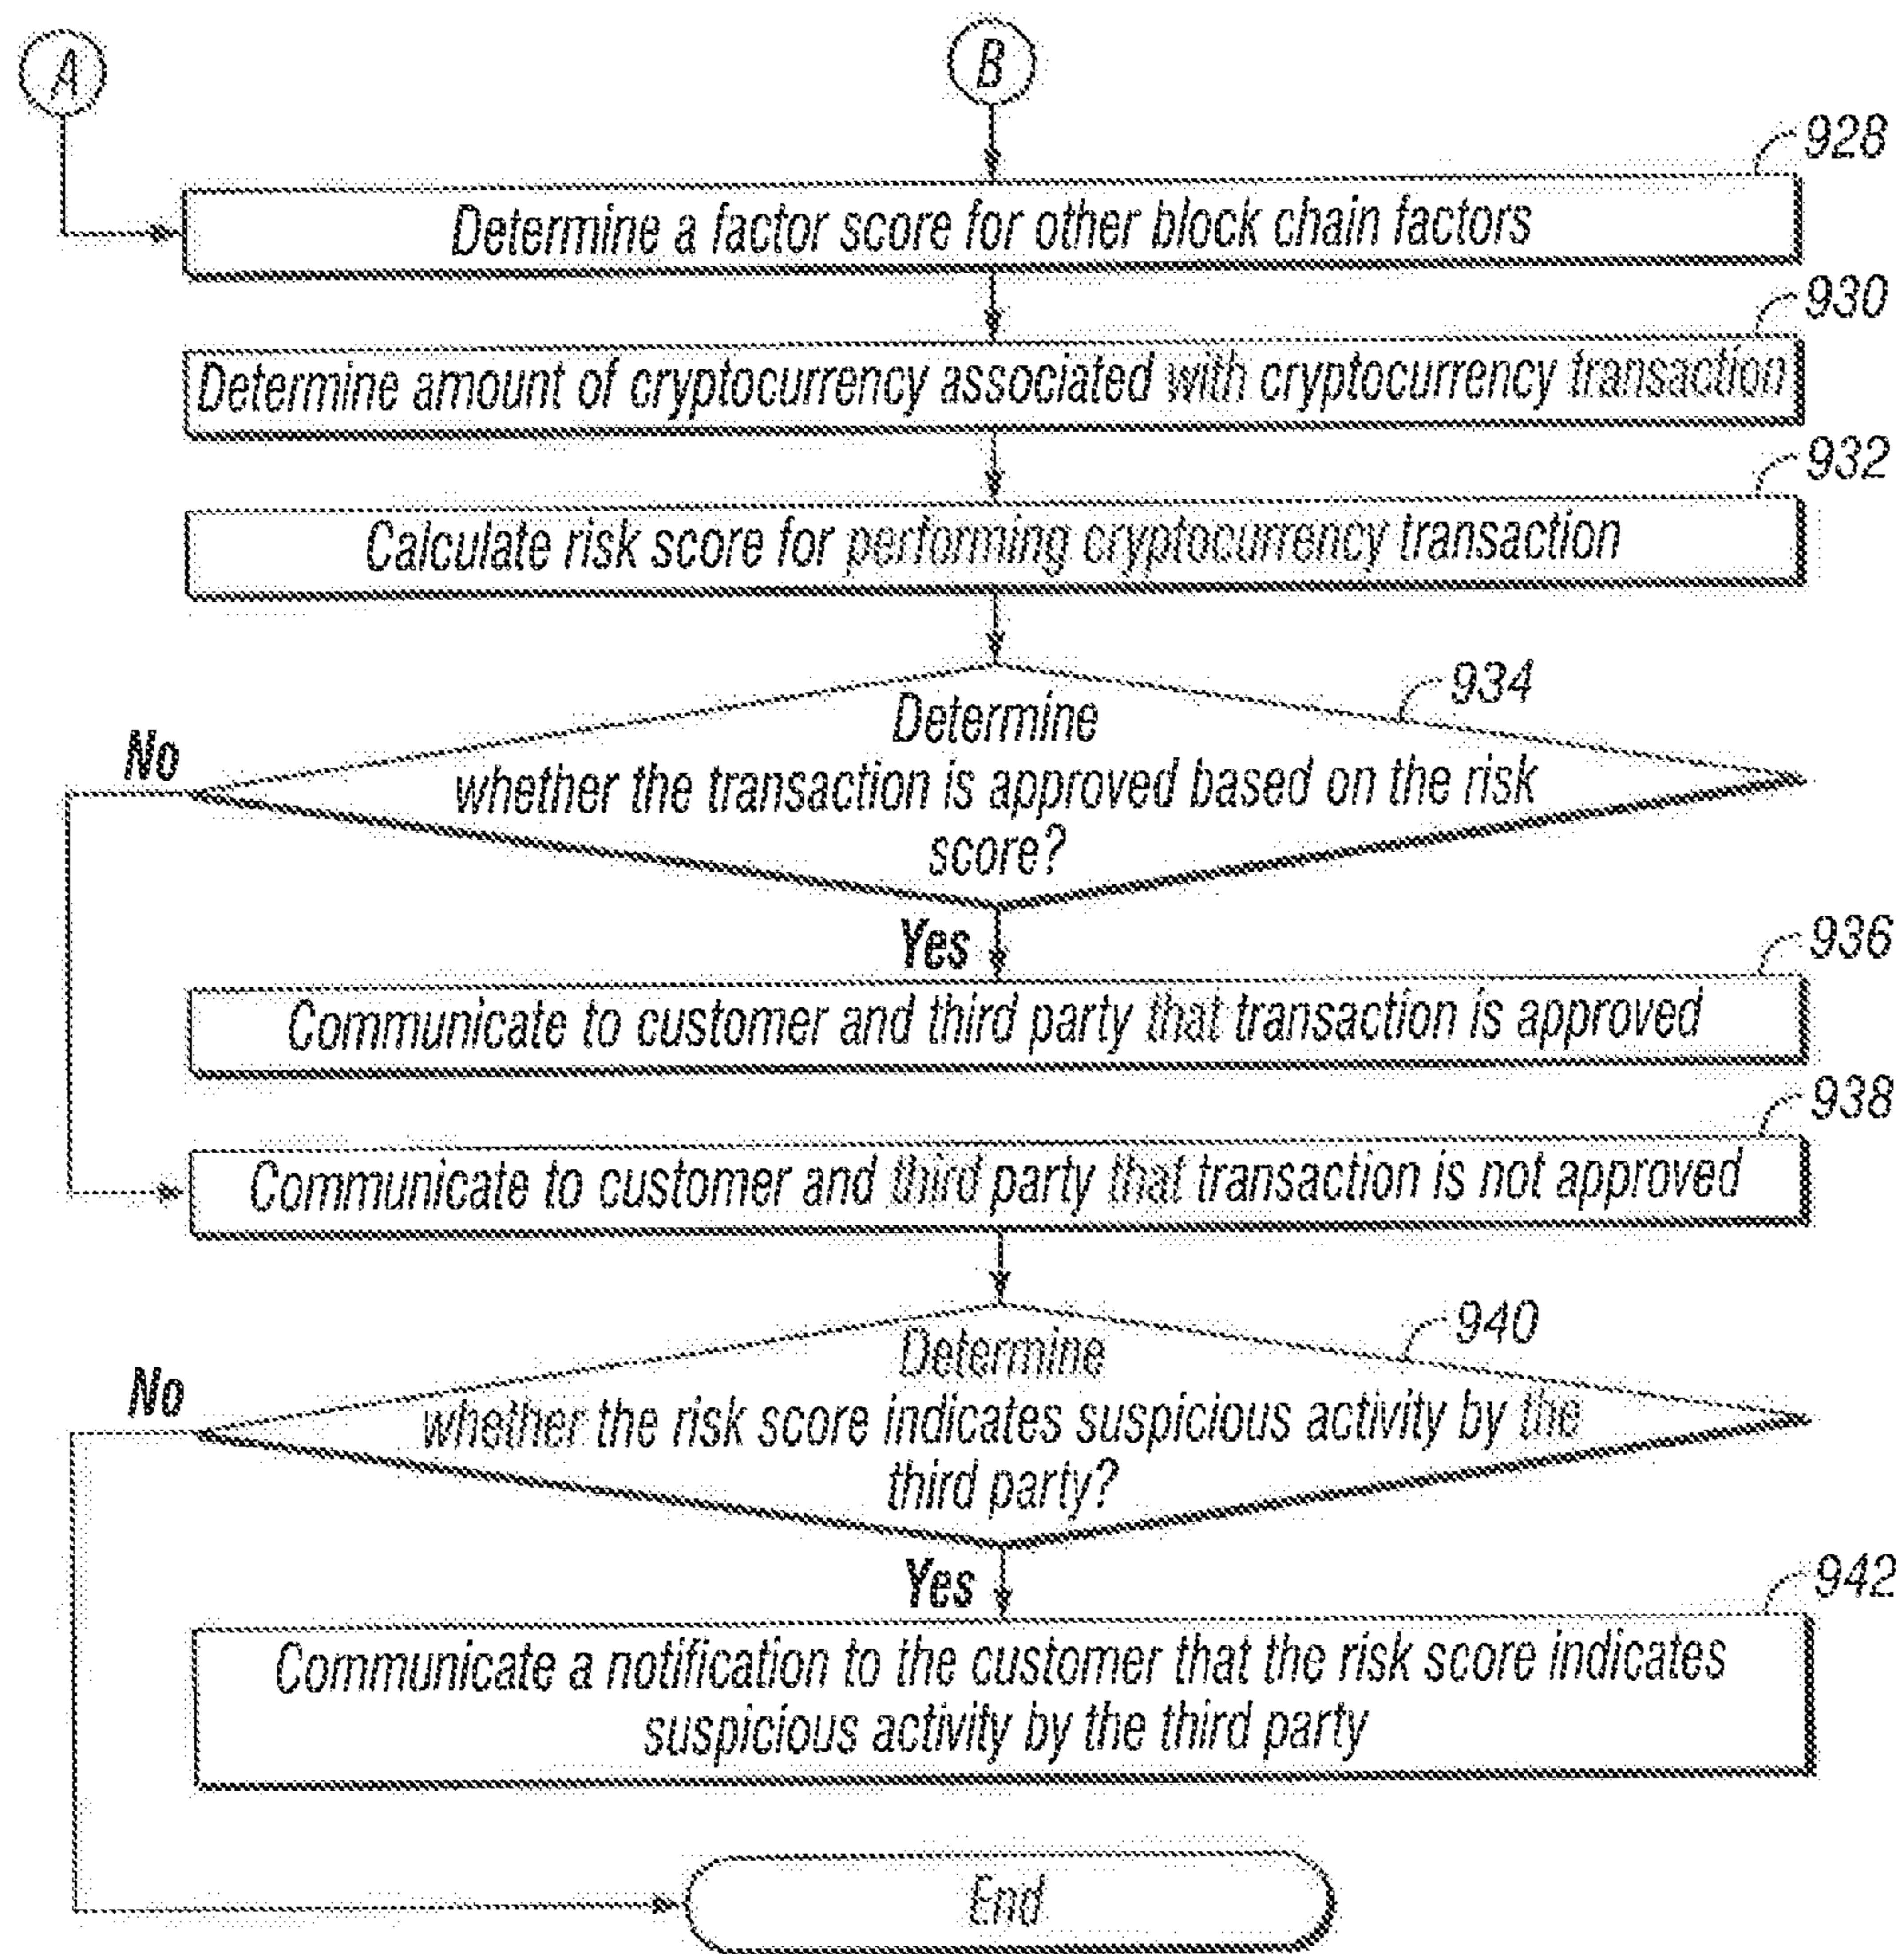 A
B
928
Determine a factor score for other block chain factors
930
Determine amount of cryptocurrency associated with cryptocurrency transaction
932
Calculate risk score for performing cryptocurrency transaction
934
Determine
whether the transaction is approved based on the risk
score?
No
Yes
936
Communicate to customer and third party that transaction is approved
938
Communicate to customer and third party that transaction is not approved
940
Determine
whether the risk score indicates suspicious activity by the
third party?
No
Yes
942
Communicate a notification to the customer that the risk score indicates
suspicious activity by the third party
End